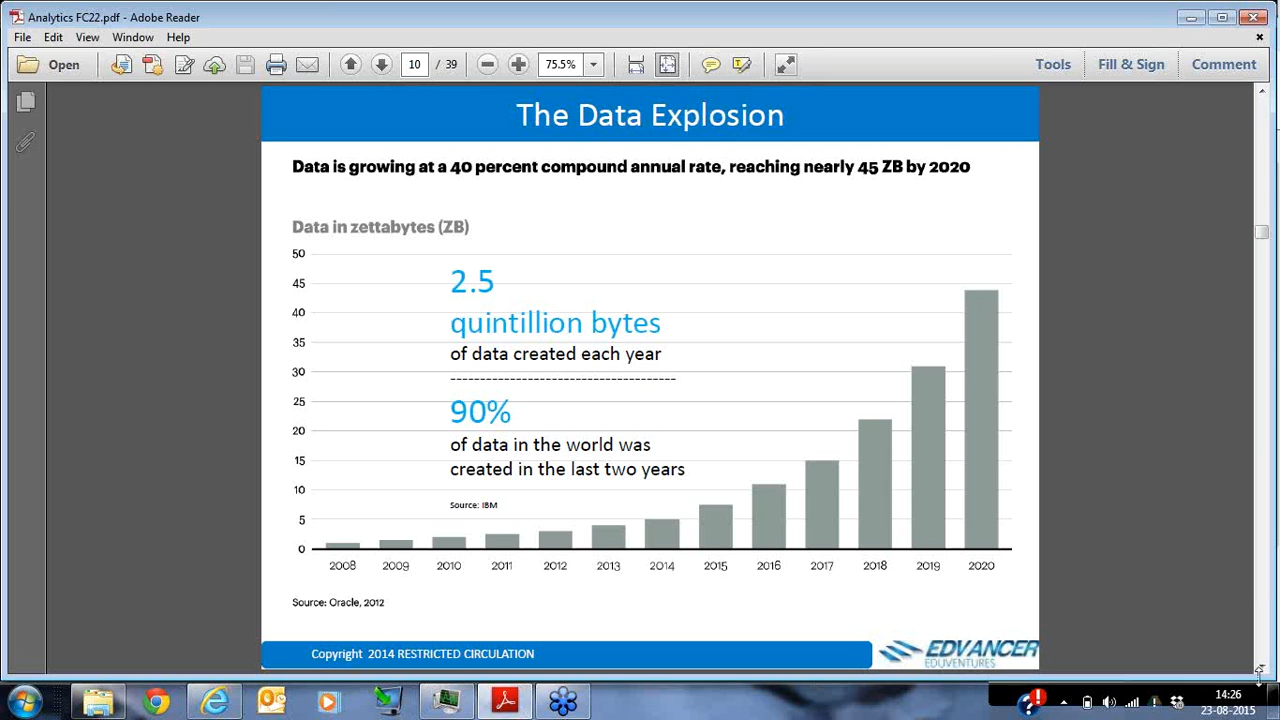 Analytics FC22.pdf - Adobe Reader
File Edit View Window Help
Open 10 / 39 75.5% Tools Fill & Sign Comment
The Data Explosion
Data is growing at a 40 percent compound annual rate, reaching nearly 45 ZB by 2020
Data in zettabytes (ZB)
50
45
40
35
30
25
20
15
10
5
0
2.5
quintillion bytes
of data created each year
-------------------------------------
90%
of data in the world was
created in the last two years
Source: IBM
2008 2009 2010 2011 2012 2013 2014 2015 2016 2017 2018 2019 2020
Source: Oracle, 2012
Copyright 2014 RESTRICTED CIRCULATION
EDVANCER
EDUVENTURES
14:26
23-08-2015